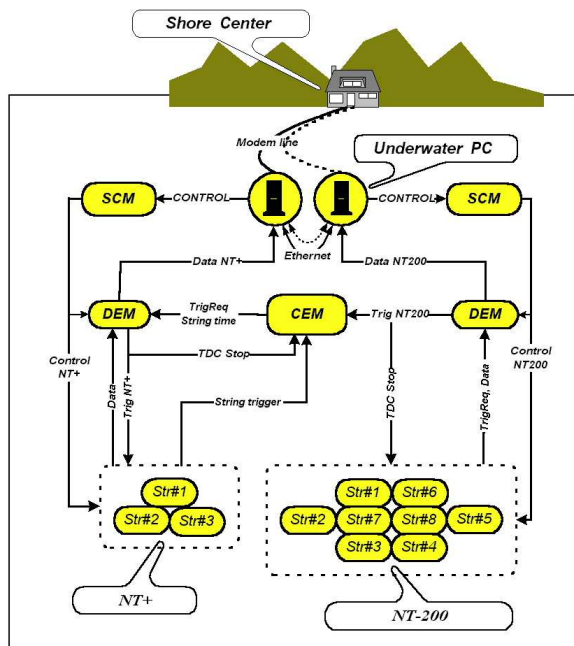 Shore Center
Modem line
Underwater PC
SCM
CONTROL
CONTROL
SCM
Ethernet
Data NT+
Data NT200
DEM
TrigReq
String time
CEM
Trig NT200
DEM
Control
NT+
Data
Trig NT+
TDC Stop
String trigger
TDC Stop
TrigReq, Data
Control
NT200
Str#1
Str#2
Str#3
Str#1
Str#6
Str#2
Str#7
Str#8
Str#5
Str#3
Str#4
NT+
NT-200